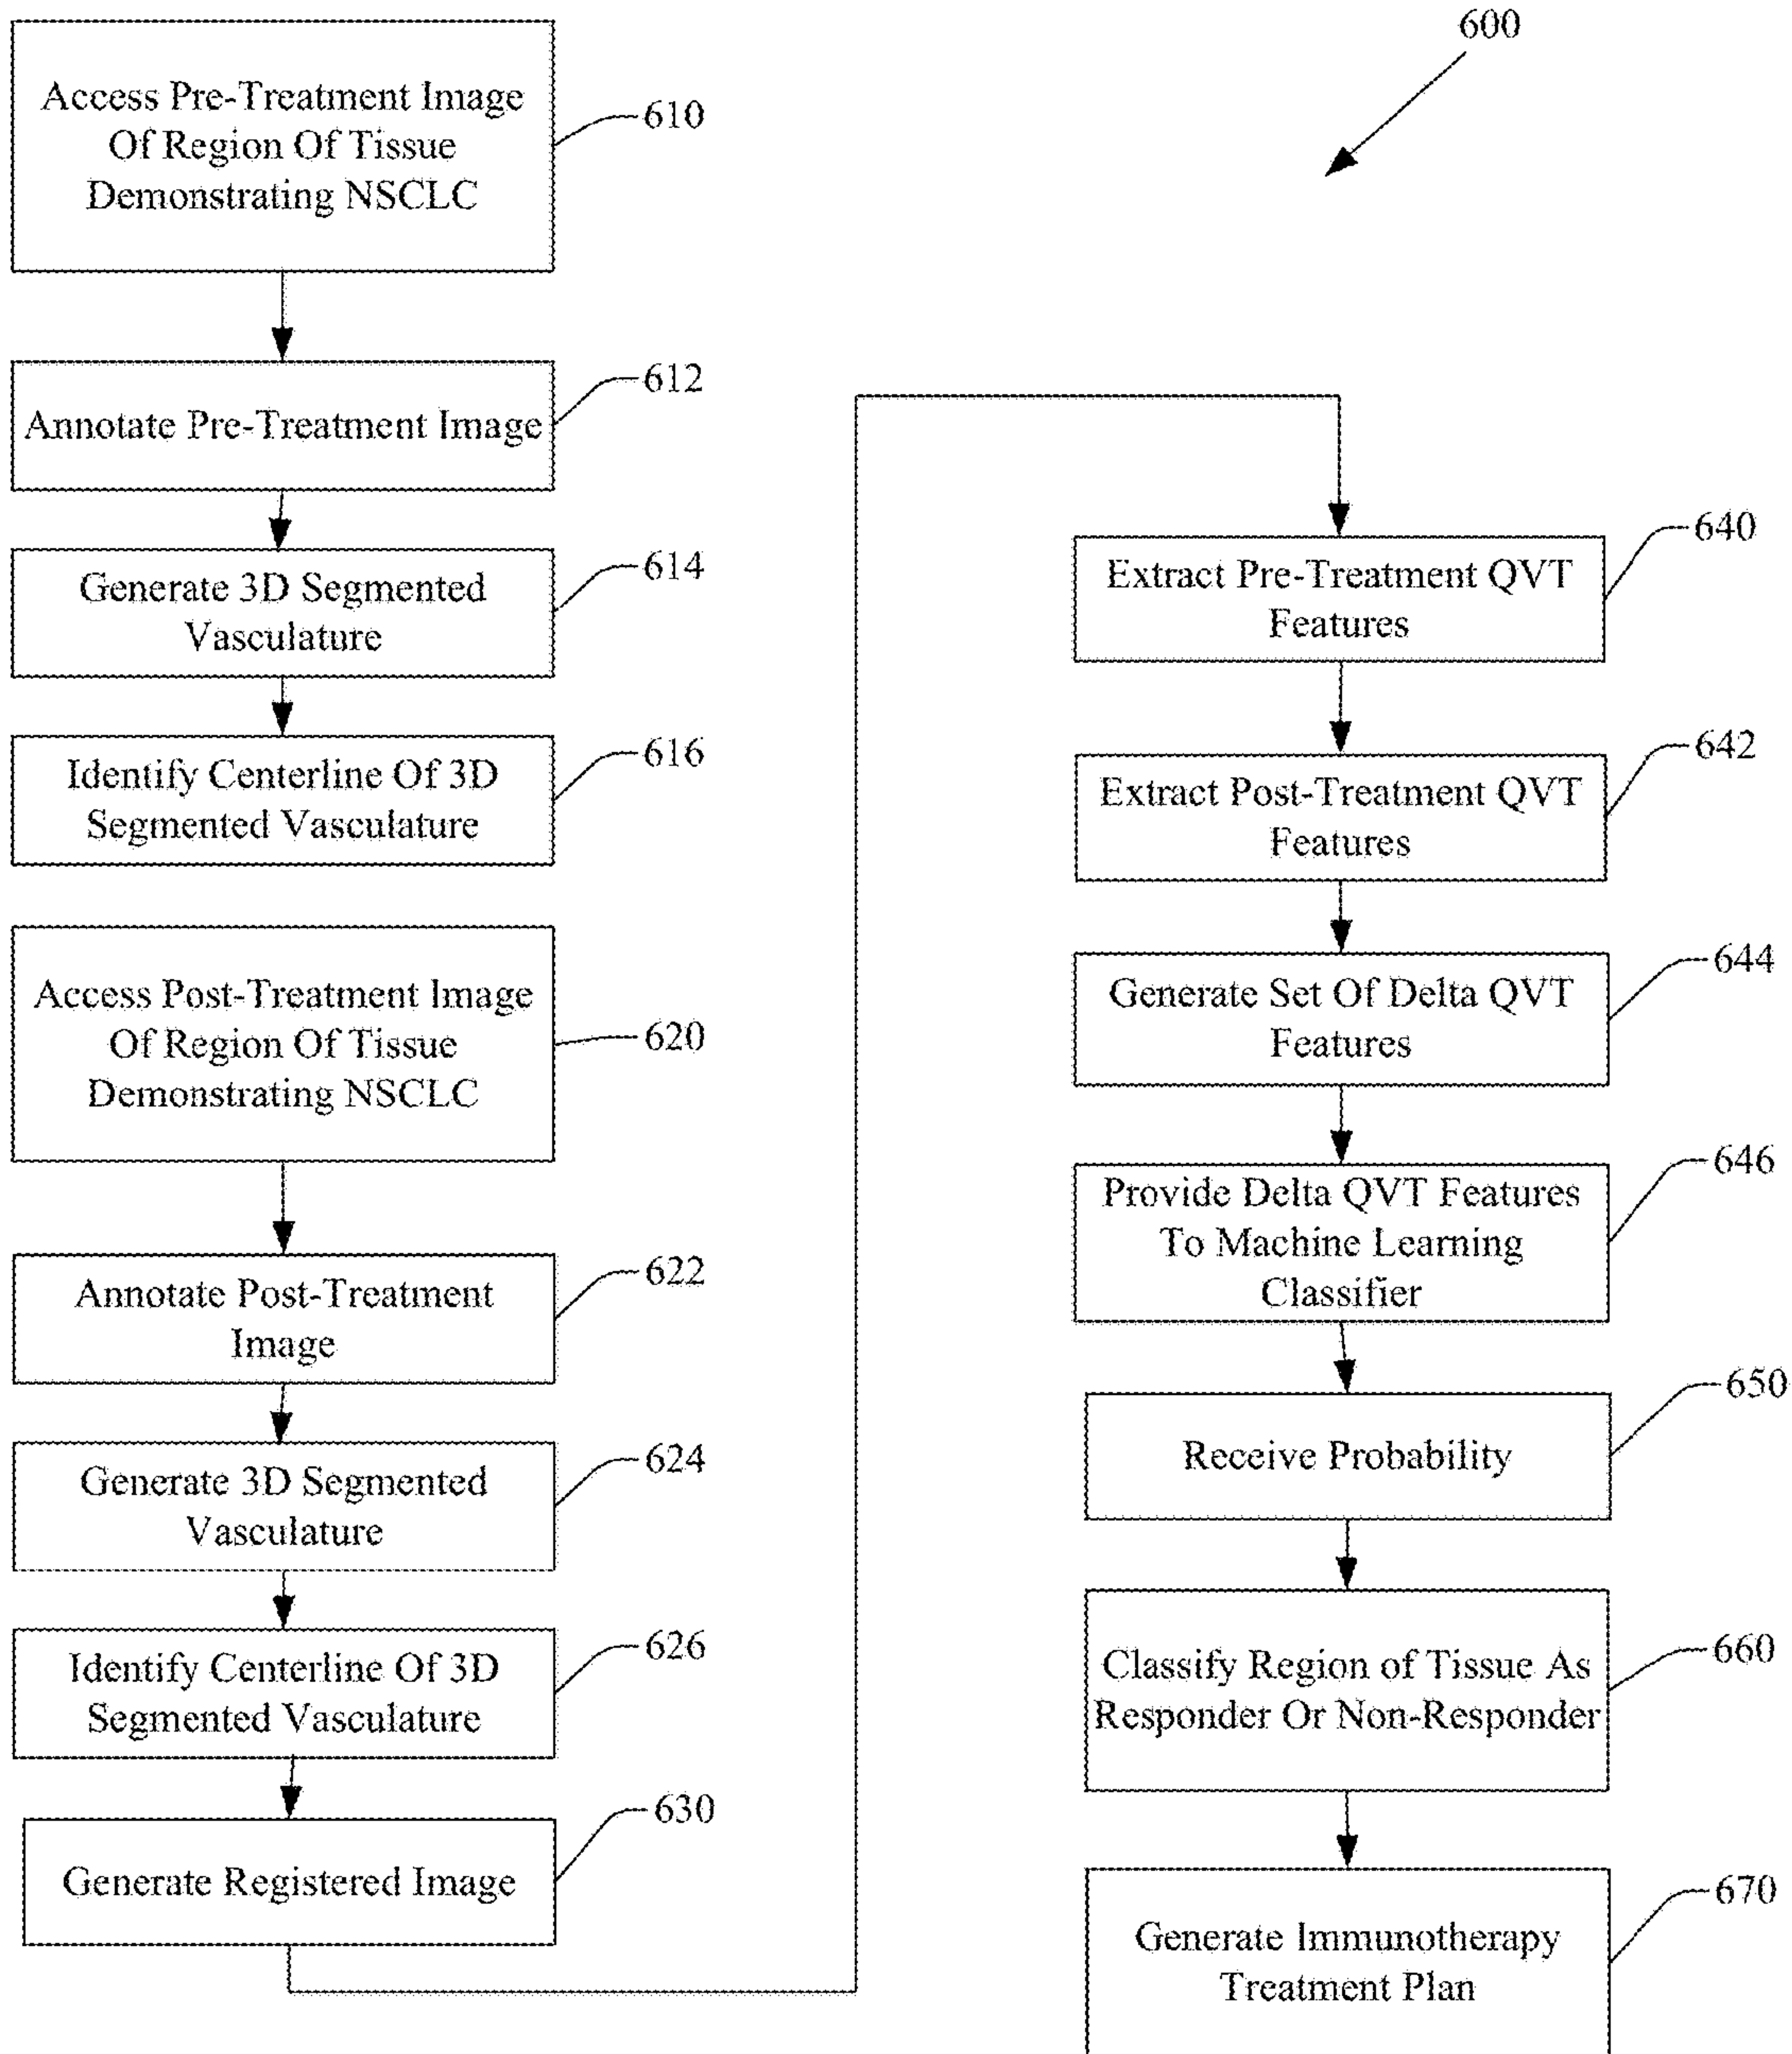 600
Access Pre-Treatment Image
Of Region Of Tissue
Demonstrating NSCLC
610
Annotate Pre-Treatment Image
612
Generate 3D Segmented
Vasculature
614
Identify Centerline Of 3D
Segmented Vasculature
616
Access Post-Treatment Image
Of Region Of Tissue
Demonstrating NSCLC
620
Annotate Post-Treatment
Image
622
Generate 3D Segmented
Vasculature
624
Identify Centerline Of 3D
Segmented Vasculature
626
Generate Registered Image
630
Extract Pre-Treatment QVT
Features
640
Extract Post-Treatment QVT
Features
642
Generate Set Of Delta QVT
Features
644
Provide Delta QVT Features
To Machine Learning
Classifier
646
Receive Probability
650
Classify Region of Tissue As
Responder Or Non-Responder
660
Generate Immunotherapy
Treatment Plan
670